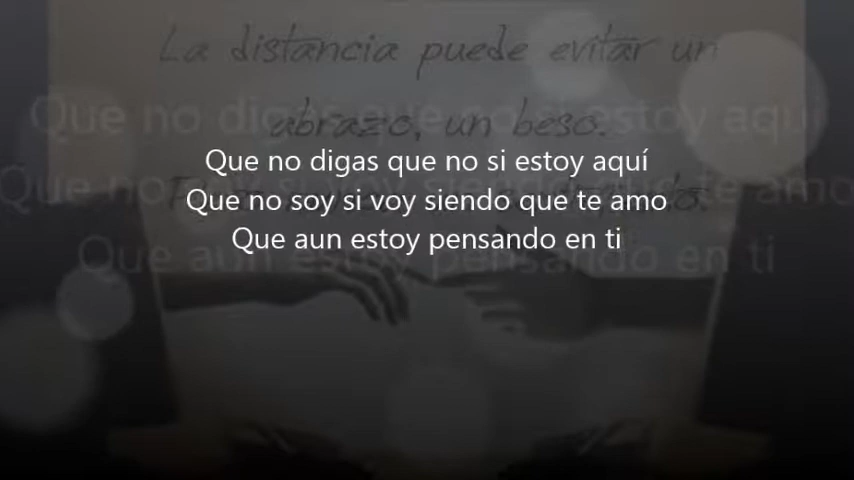 La distancia puede evitar un
abrazo, un beso.
Que no digas que no si estoy aquí
Que no soy si voy siendo que te amo
Que aun estoy pensando en ti